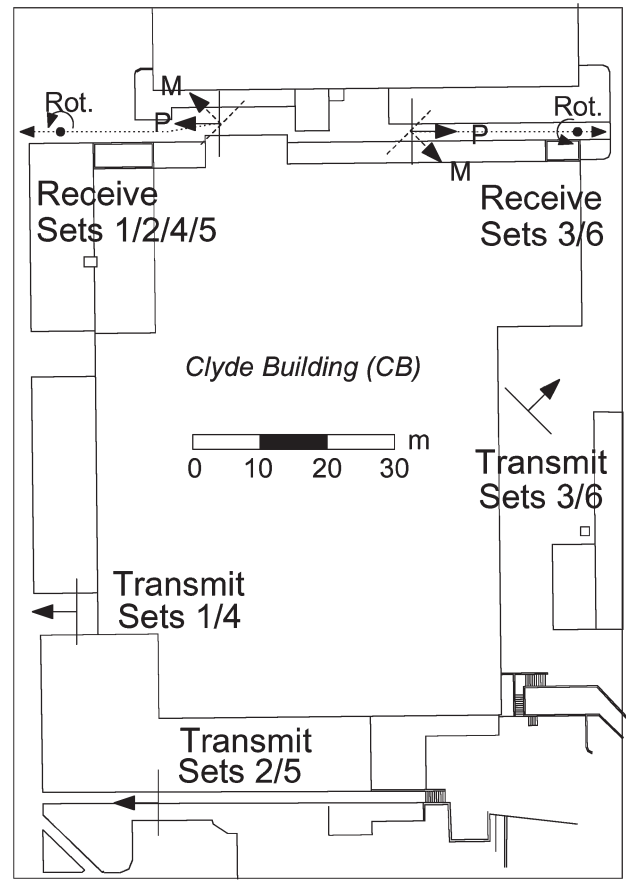 M
Rot.
P
Rot.
P
M
Receive
Sets 1/2/4/5
Receive
Sets 3/6
Clyde Building (CB)
m
0 10 20 30
Transmit
Sets 3/6
Transmit
Sets 1/4
Transmit
Sets 2/5